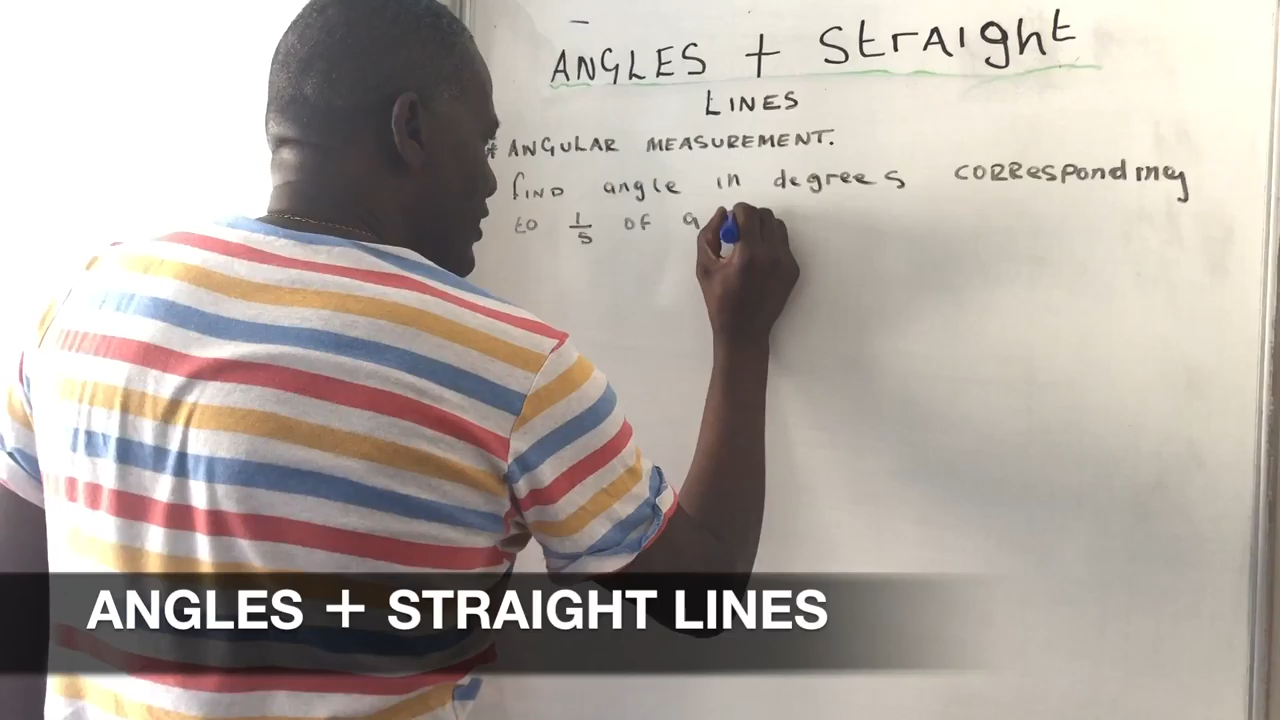 ANGLES + StrAIght
LINES
* ANGULAR MEASUREMENT.
FIND angle in degrees CORResponding
to 1/5 of a
ANGLES + STRAIGHT LINES